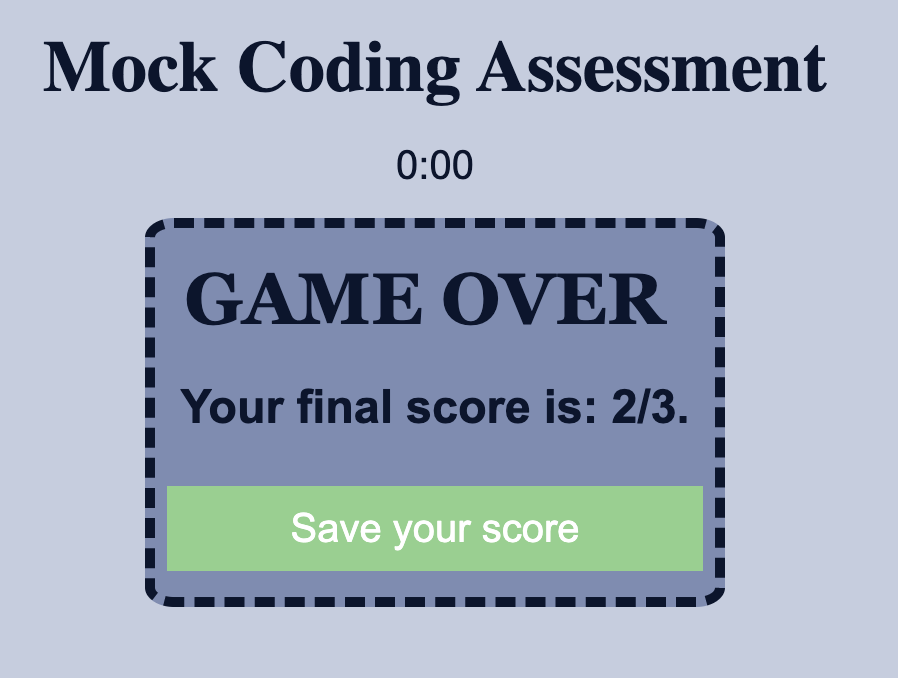 Mock Coding Assessment
0:00
GAME OVER
Your final score is: 2/3.
Save your score